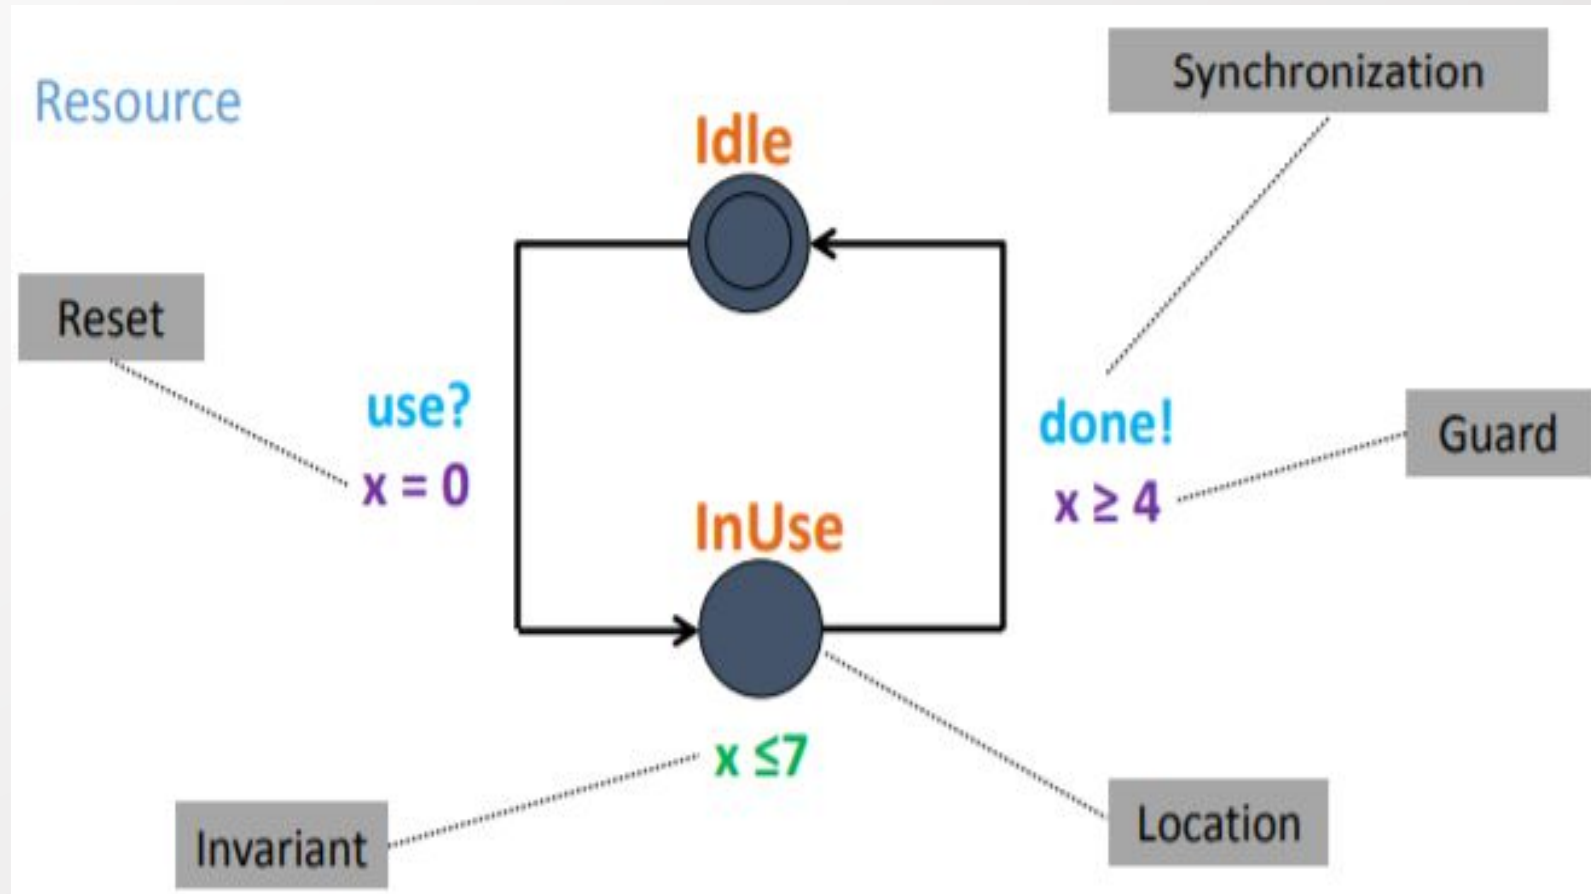 Synchronization
Resource
Idle
Reset
use?
x = 0
done!
x ≥ 4
Guard
InUse
x ≤7
Invariant
Location